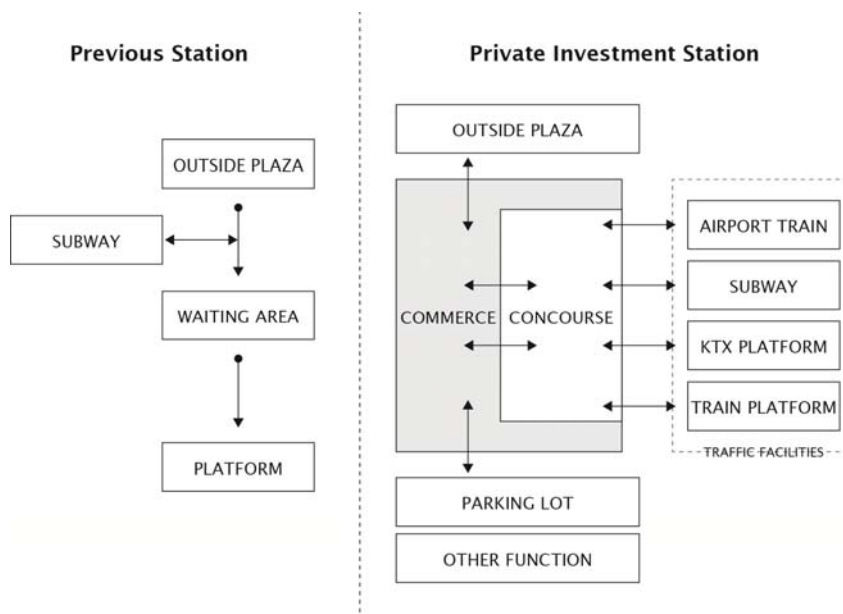 Previous Station
OUTSIDE PLAZA
SUBWAY
WAITING AREA
PLATFORM
Private Investment Station
OUTSIDE PLAZA
COMMERCE
CONCOURSE
AIRPORT TRAIN
SUBWAY
KTX PLATFORM
TRAIN PLATFORM
TRAFFIC FACILITIES
PARKING LOT
OTHER FUNCTION